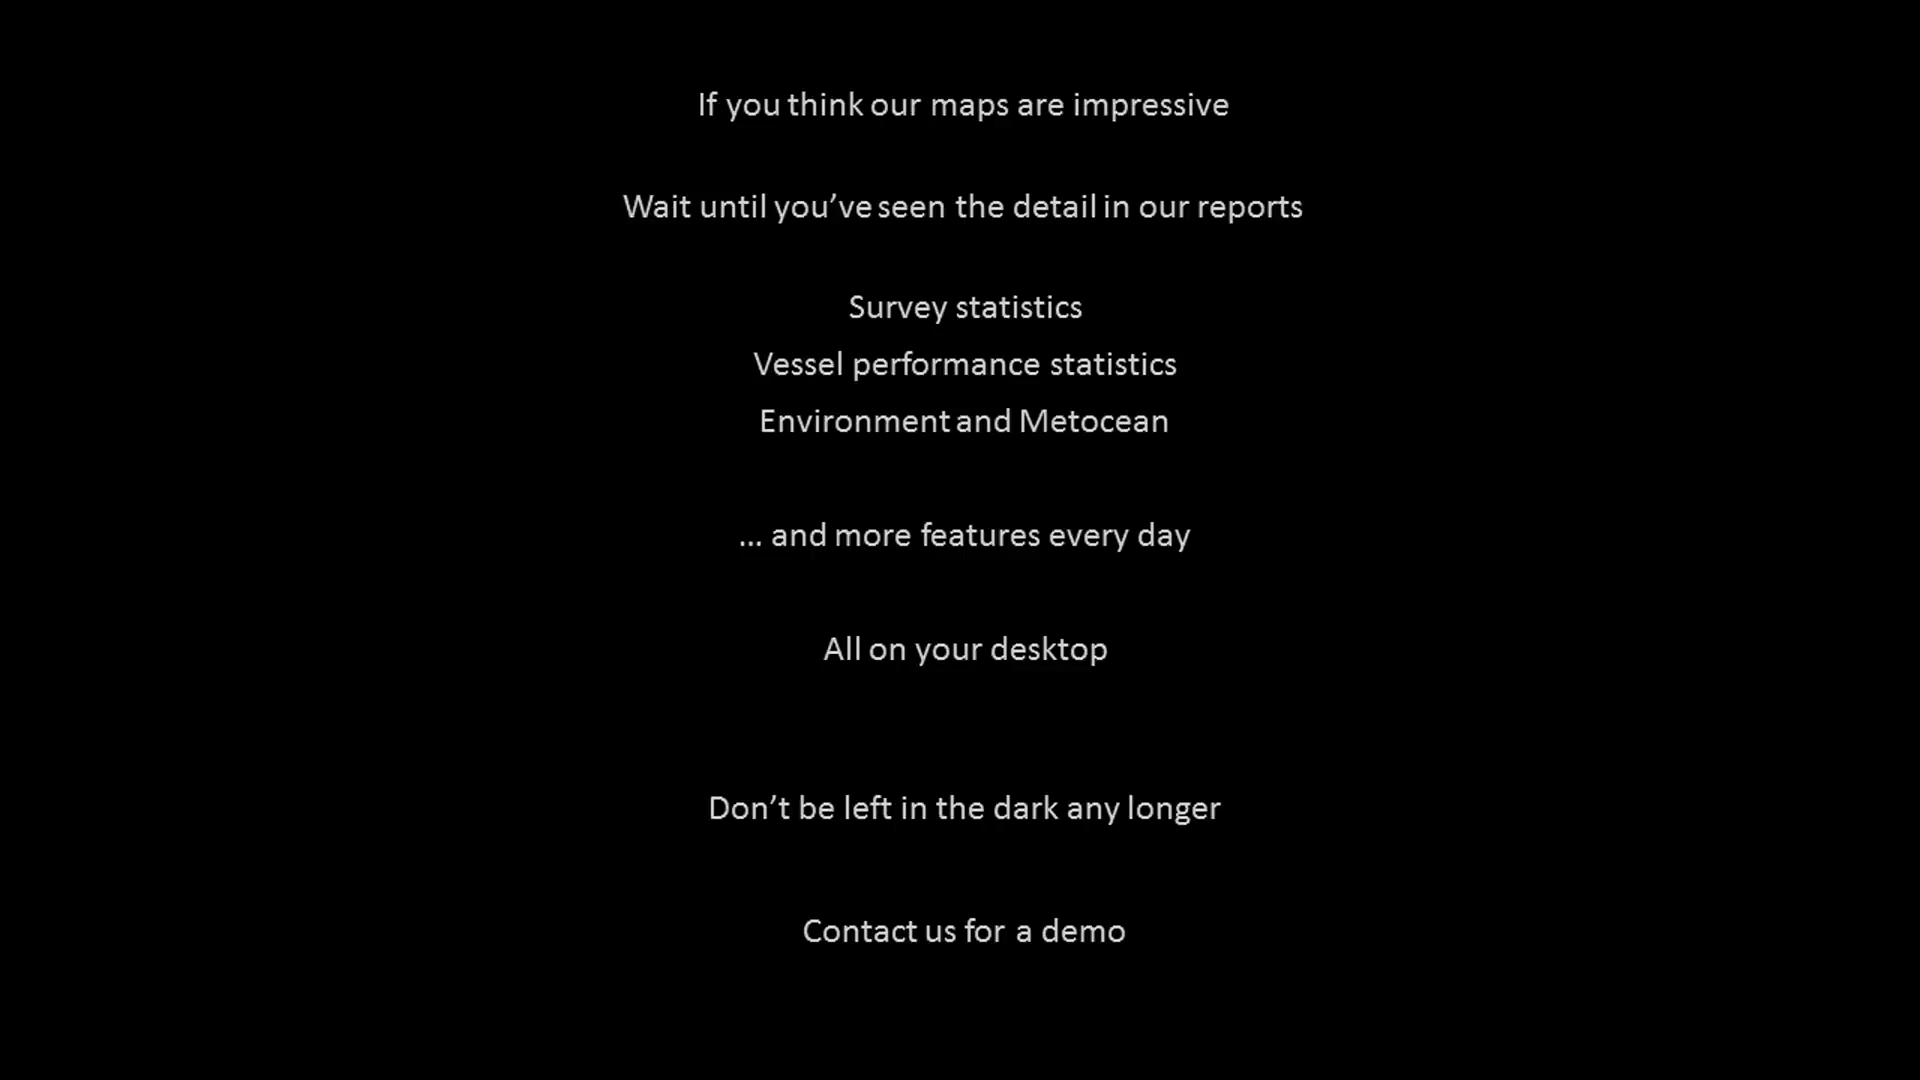 If you think our maps are impressive
Wait until you’ve seen the detail in our reports
Survey statistics
Vessel performance statistics
Environment and Metocean
... and more features every day
All on your desktop
Don’t be left in the dark any longer
Contact us for a demo